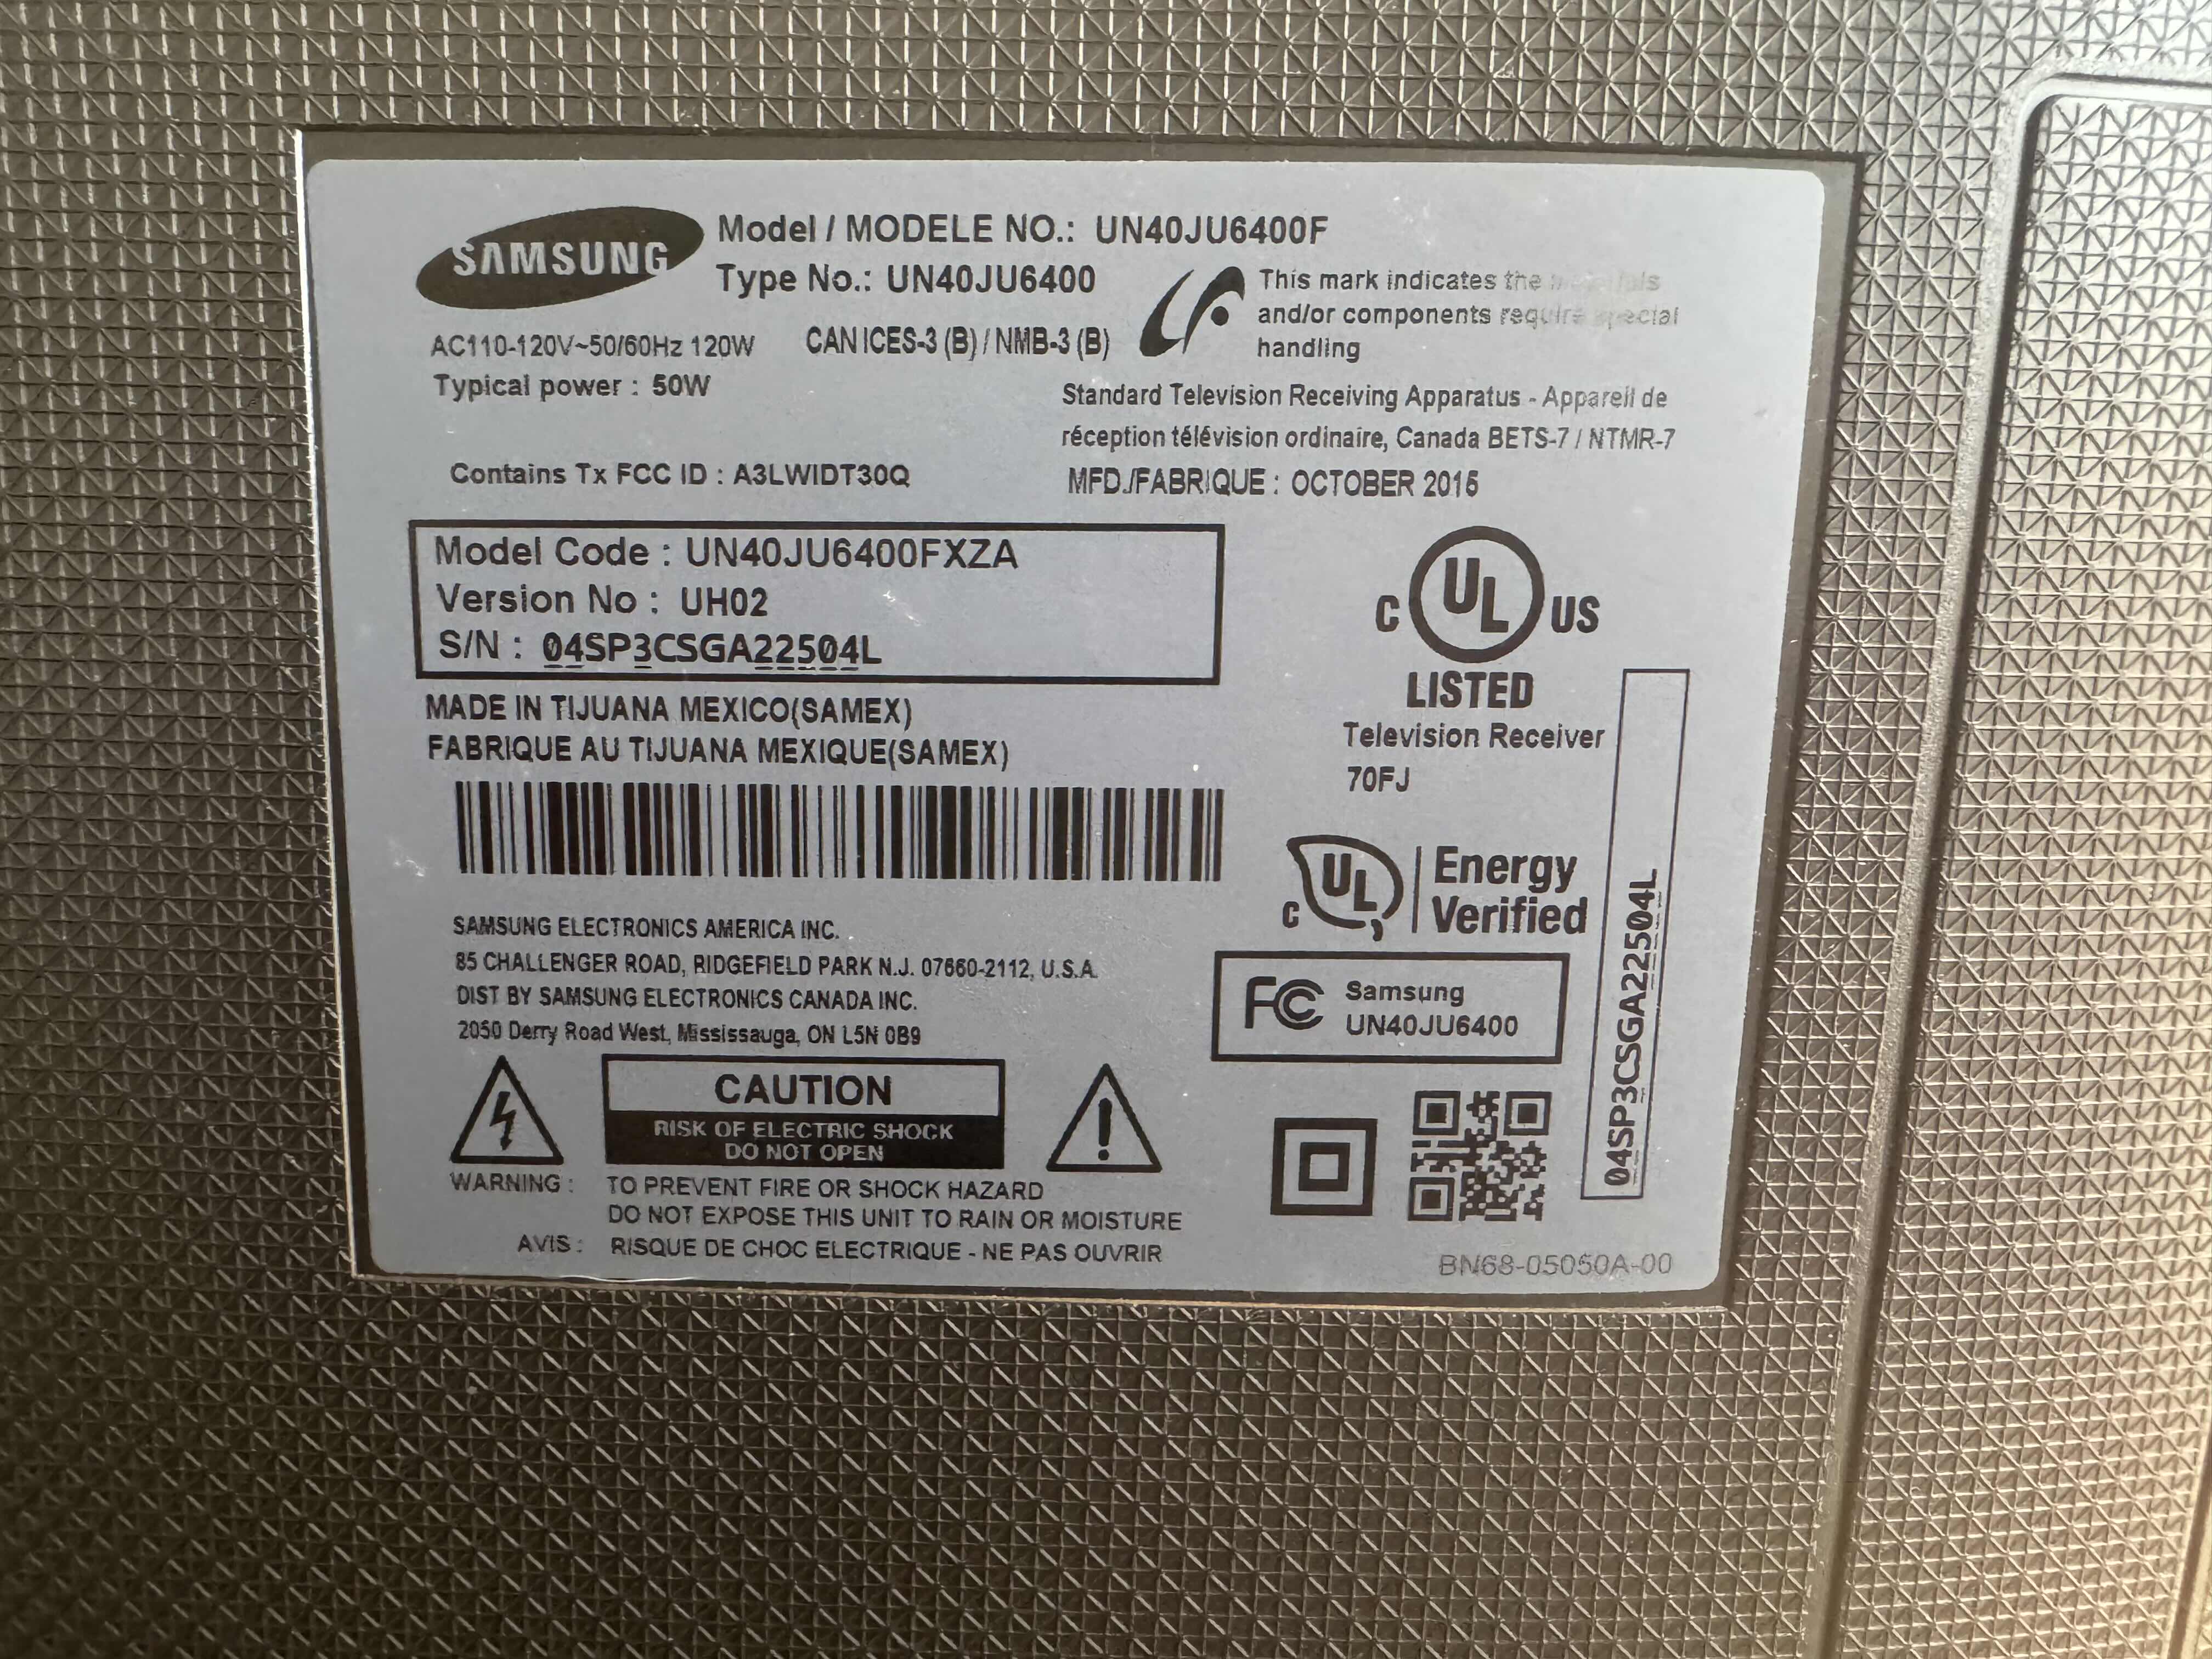 SAMSUNG
Model / MODELE NO.: UN40JU6400F
Type No.: UN40JU6400
This mark indicates the
and/or components require special
handling
AC110-120V~50/60Hz 120W
CAN ICES-3 (B) / NMB-3 (B)
Typical power : 50W
Standard Television Receiving Apparatus - Appareil de
réception télévision ordinaire, Canada BETS-7 / NTMR-7
Contains Tx FCC ID : A3LWIDT30Q
MFD./FABRIQUE : OCTOBER 2015
Model Code : UN40JU6400FXZA
Version No : UH02
S/N : 04SP3CSGA22504L
C UL US
LISTED
Television Receiver
70FJ
MADE IN TIJUANA MEXICO(SAMEX)
FABRIQUE AU TIJUANA MEXIQUE(SAMEX)
C UL
Energy
Verified
SAMSUNG ELECTRONICS AMERICA INC.
85 CHALLENGER ROAD, RIDGEFIELD PARK N.J. 07660-2112, U.S.A.
DIST BY SAMSUNG ELECTRONICS CANADA INC.
2050 Derry Road West, Mississauga, ON L5N 0B9
FC Samsung
UN40JU6400
04SP3CSGA22504L
CAUTION
RISK OF ELECTRIC SHOCK
DO NOT OPEN
WARNING : TO PREVENT FIRE OR SHOCK HAZARD
DO NOT EXPOSE THIS UNIT TO RAIN OR MOISTURE
AVIS : RISQUE DE CHOC ELECTRIQUE - NE PAS OUVRIR
BN68-05050A-00